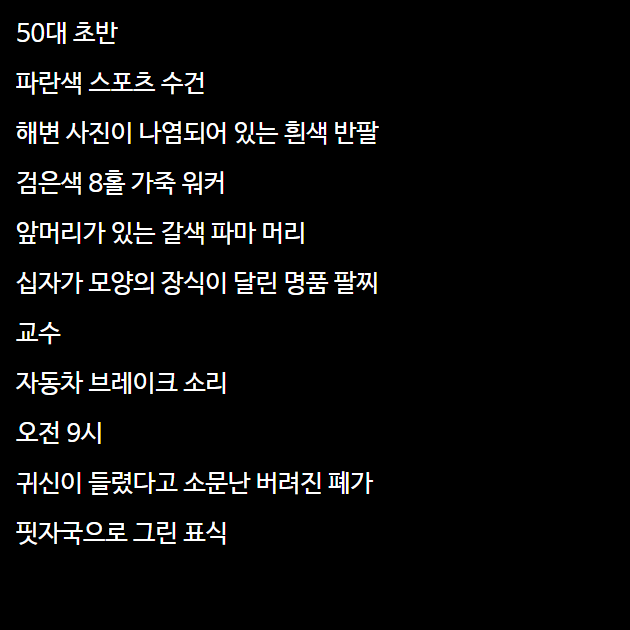 50대 초반
파란색 스포츠 수건
해변 사진이 나염되어 있는 흰색 반팔
검은색 8홀 가죽 워커
앞머리가 있는 갈색 파마 머리
십자가 모양의 장식이 달린 명품 팔찌
교수
자동차 브레이크 소리
오전 9시
귀신이 들렸다고 소문난 버려진 폐가
핏자국으로 그린 표식